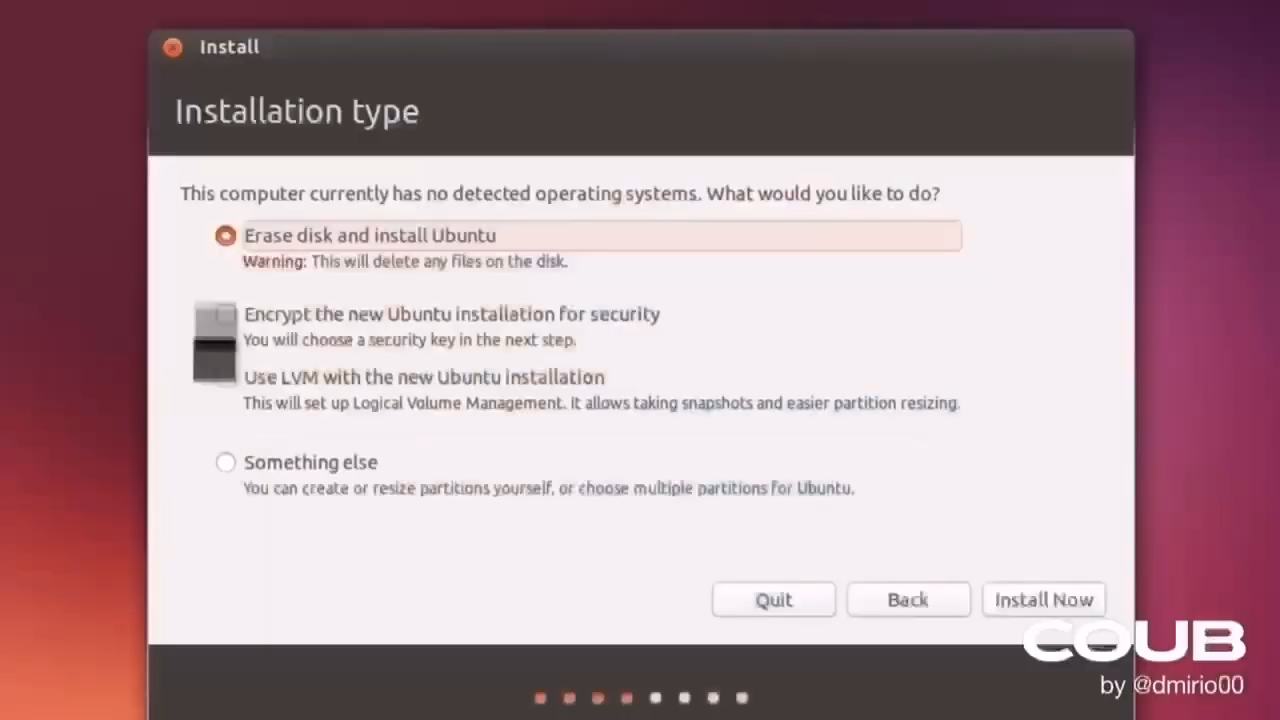 Install
Installation type
This computer currently has no detected operating systems. What would you like to do?
Erase disk and install Ubuntu
Warning: This will delete any files on the disk.
Encrypt the new Ubuntu installation for security
You will choose a security key in the next step.
Use LVM with the new Ubuntu installation
This will set up Logical Volume Management. It allows taking snapshots and easier partition resizing.
Something else
You can create or resize partitions yourself, or choose multiple partitions for Ubuntu.
Quit
Back
Install Now
COUB
by @dmirio00